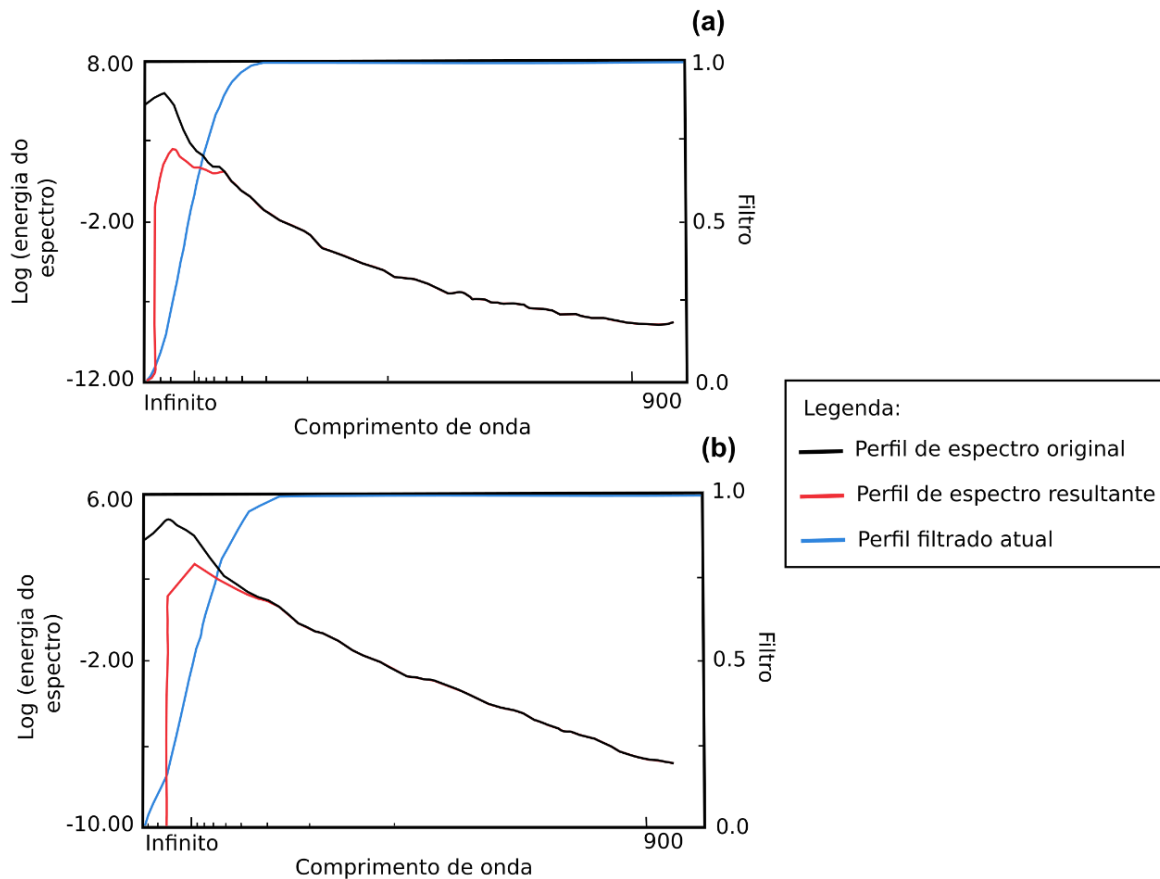 (a)
8.00
-2.00
-12.00
Log (energia do
espectro)
1.0
0.5
0.0
Filtro
Infinito
900
Comprimento de onda
(b)
6.00
-2.00
-10.00
Log (energia do
espectro)
1.0
0.5
0.0
Filtro
Infinito
900
Comprimento de onda
Legenda:
Perfil de espectro original
Perfil de espectro resultante
Perfil filtrado atual